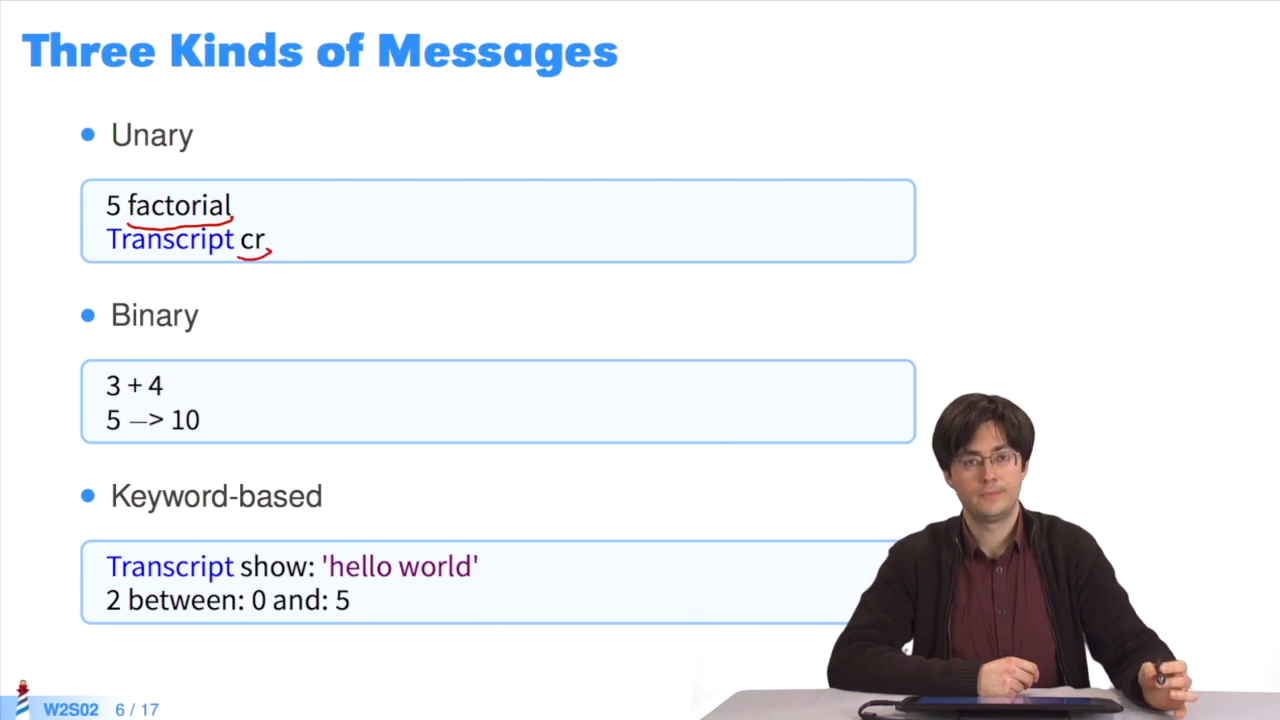 Three Kinds of Messages
Unary
5 factorial
Transcript cr
Binary
3 + 4
5 —> 10
Keyword-based
Transcript show: 'hello world'
2 between: 0 and: 5
W2S02 6 / 17